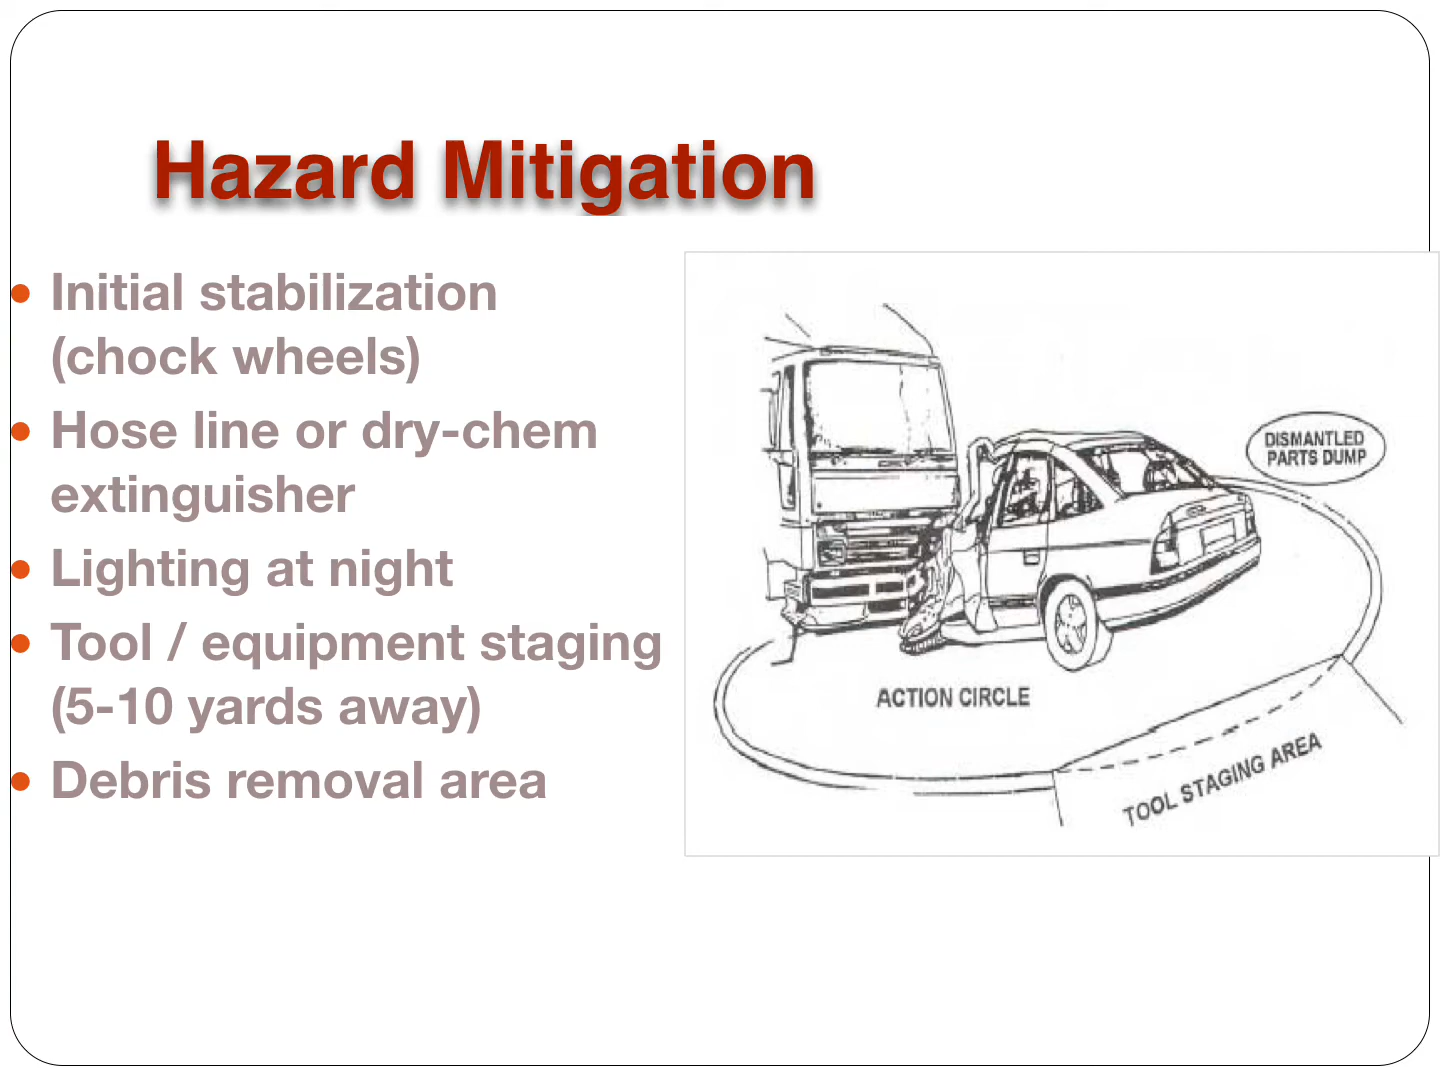 Hazard Mitigation
• Initial stabilization
(chock wheels)
• Hose line or dry-chem
extinguisher
• Lighting at night
• Tool / equipment staging
(5-10 yards away)
• Debris removal area
DISMANTLED
PARTS DUMP
ACTION CIRCLE
TOOL STAGING AREA